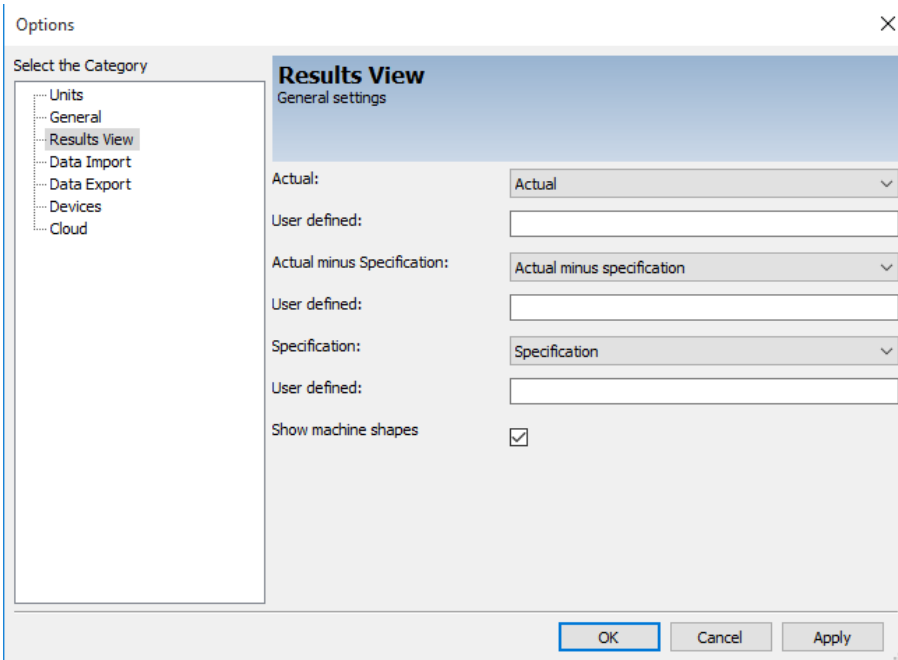 Options
Select the Category
Units
General
Results View
Data Import
Data Export
Devices
Cloud
Results View
General settings
Actual:
Actual
User defined:
Actual minus Specification:
Actual minus specification
User defined:
Specification:
Specification
User defined:
Show machine shapes
OK
Cancel
Apply